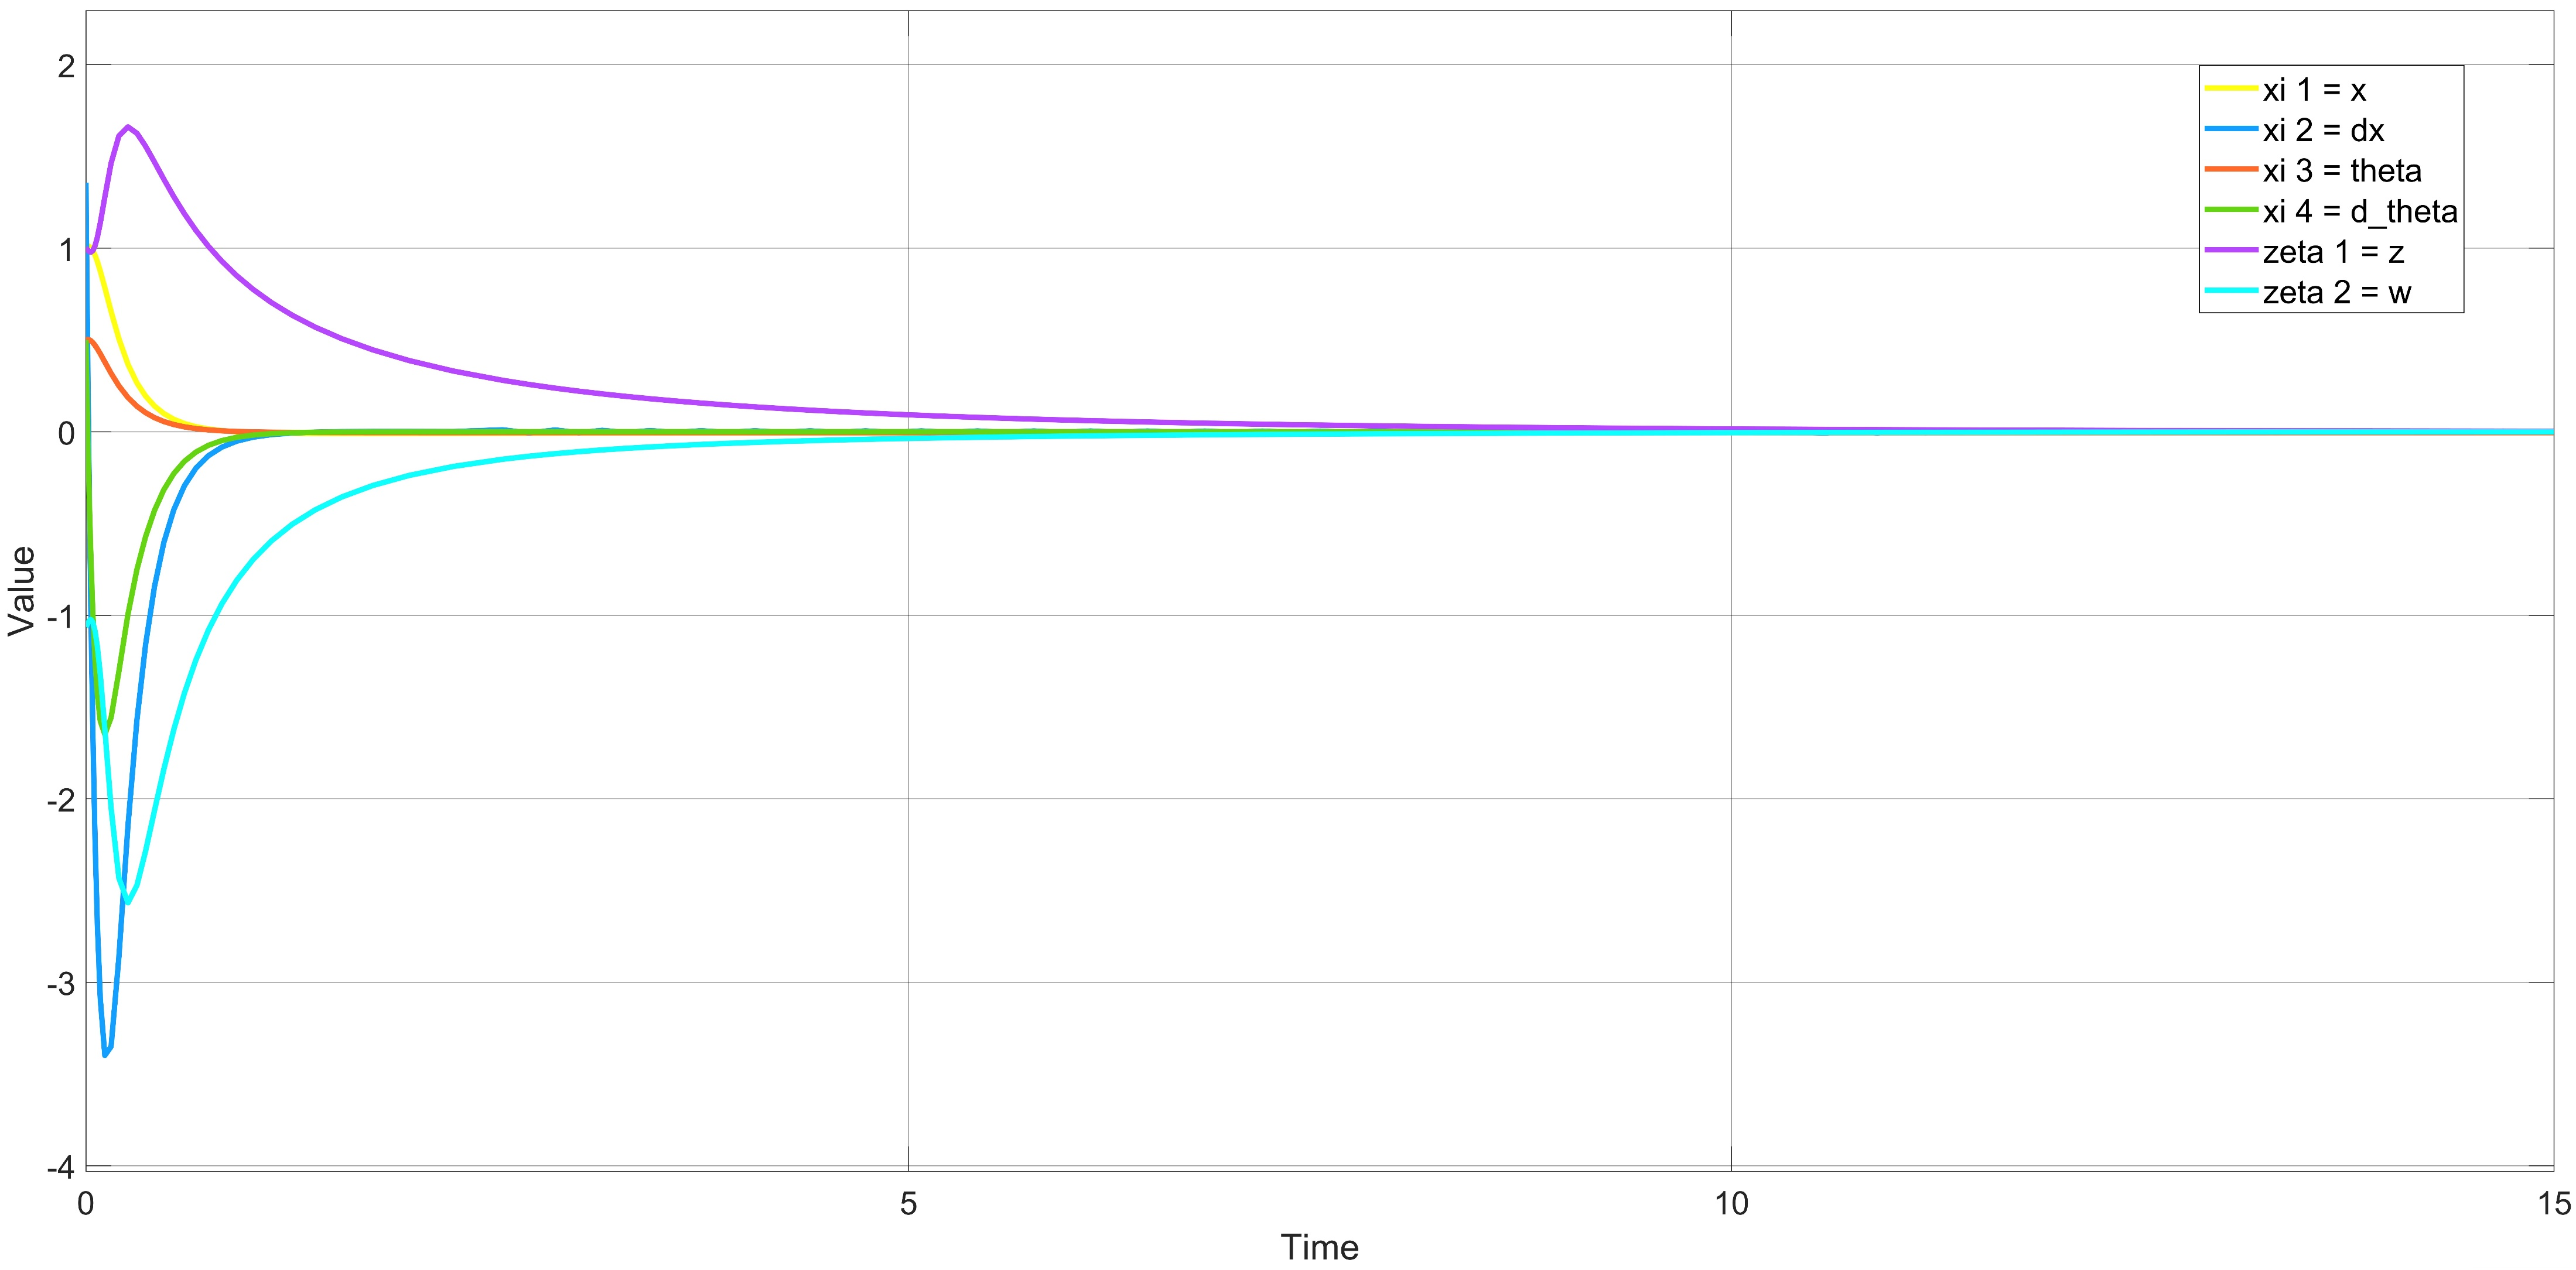 2
1
0
-1
-2
-3
-4
Value
0 5 10 15
Time
xi 1 = x
xi 2 = dx
xi 3 = theta
xi 4 = d_theta
zeta 1 = z
zeta 2 = w